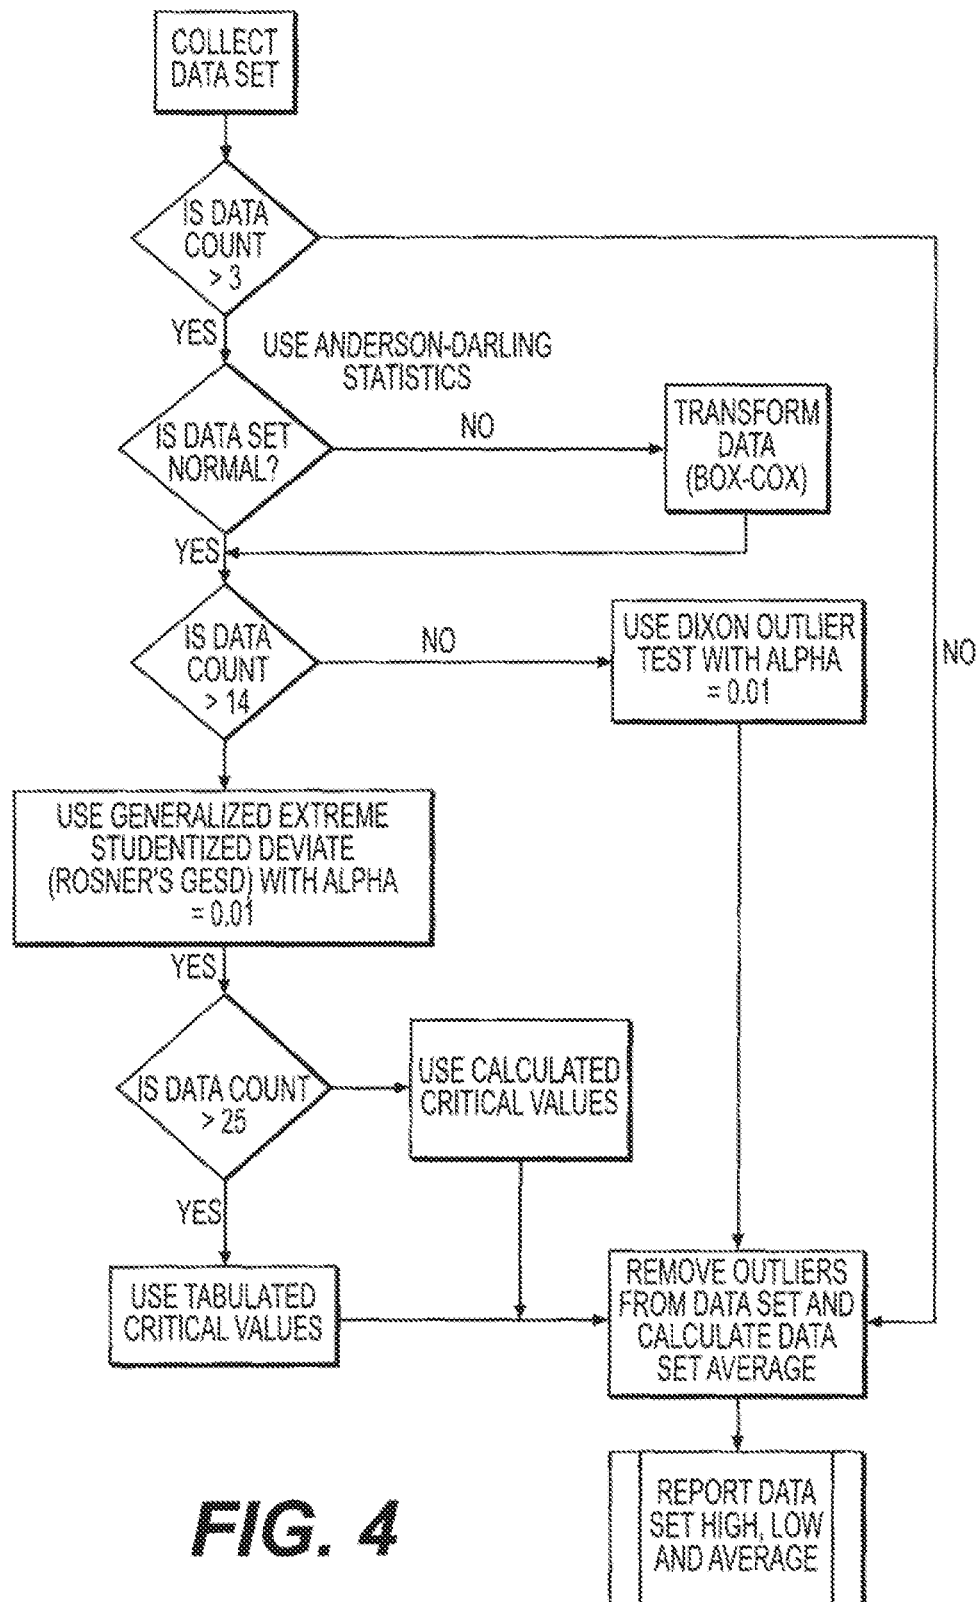 COLLECT
DATA SET
IS DATA
COUNT
> 3
YES
USE ANDERSON-DARLING
STATISTICS
IS DATA SET
NORMAL?
NO
TRANSFORM
DATA
(BOX-COX)
YES
IS DATA
COUNT
> 14
NO
USE DIXON OUTLIER
TEST WITH ALPHA
= 0.01
NO
USE GENERALIZED EXTREME
STUDENTIZED DEVIATE
(ROSNER'S GESD) WITH ALPHA
= 0.01
YES
IS DATA COUNT
> 25
USE CALCULATED
CRITICAL VALUES
YES
USE TABULATED
CRITICAL VALUES
REMOVE OUTLIERS
FROM DATA SET AND
CALCULATE DATA
SET AVERAGE
REPORT DATA
SET HIGH, LOW
AND AVERAGE
FIG. 4